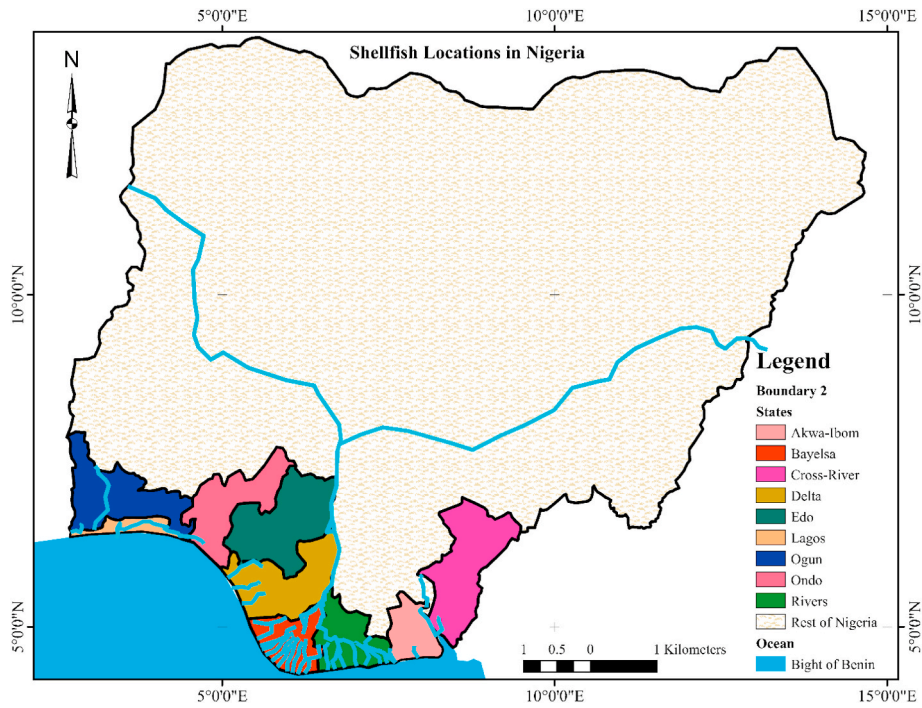 5°0'0"E 10°0'0"E 15°0'0"E
Shellfish Locations in Nigeria
N
10°0'0"N 10°0'0"N
Legend
Boundary 2
States
Akwa-Ibom
Bayelsa
Cross-River
Delta
Edo
Lagos
Ogun
Ondo
Rivers
Rest of Nigeria
Ocean
Bight of Benin
5°0'0"N 5°0'0"N
1 0.5 0 1 Kilometers
5°0'0"E 10°0'0"E 15°0'0"E